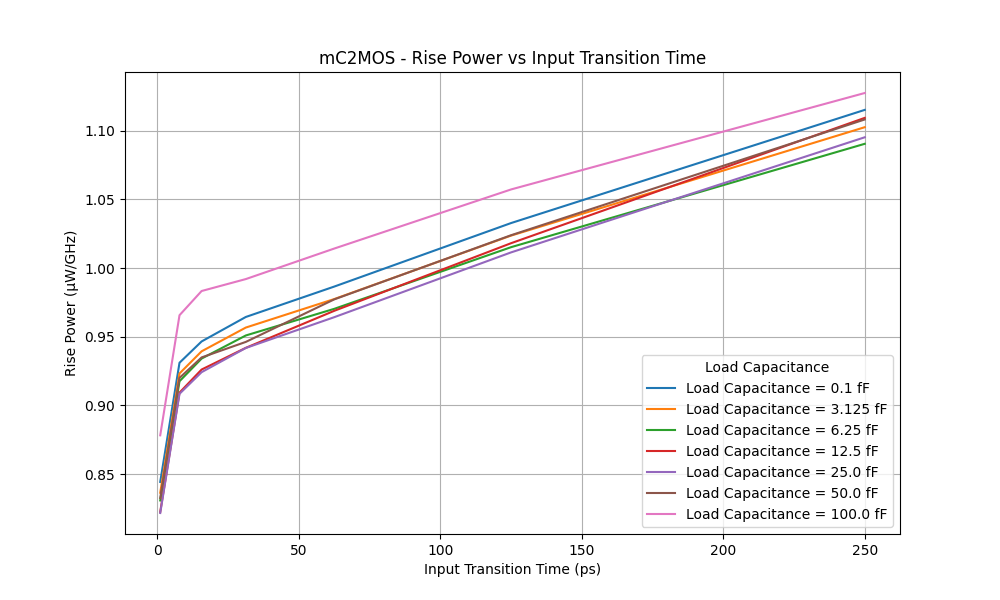 mC2MOS - Rise Power vs Input Transition Time
Rise Power (μW/GHz)
1.10
1.05
1.00
0.95
0.90
0.85
0
50
100
150
200
250
Input Transition Time (ps)
Load Capacitance
Load Capacitance = 0.1 fF
Load Capacitance = 3.125 fF
Load Capacitance = 6.25 fF
Load Capacitance = 12.5 fF
Load Capacitance = 25.0 fF
Load Capacitance = 50.0 fF
Load Capacitance = 100.0 fF